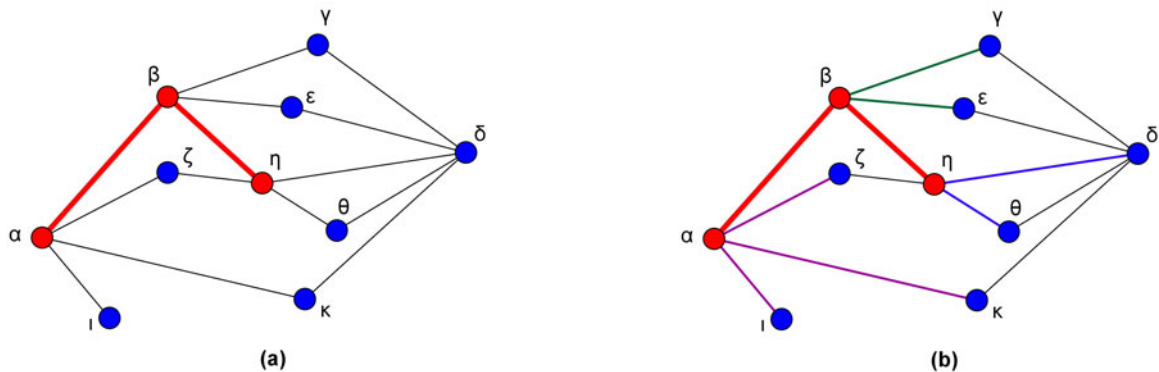 γ
β
ε
δ
ζ
η
θ
α
κ
ι
(a)
γ
β
ε
δ
ζ
η
θ
α
κ
ι
(b)